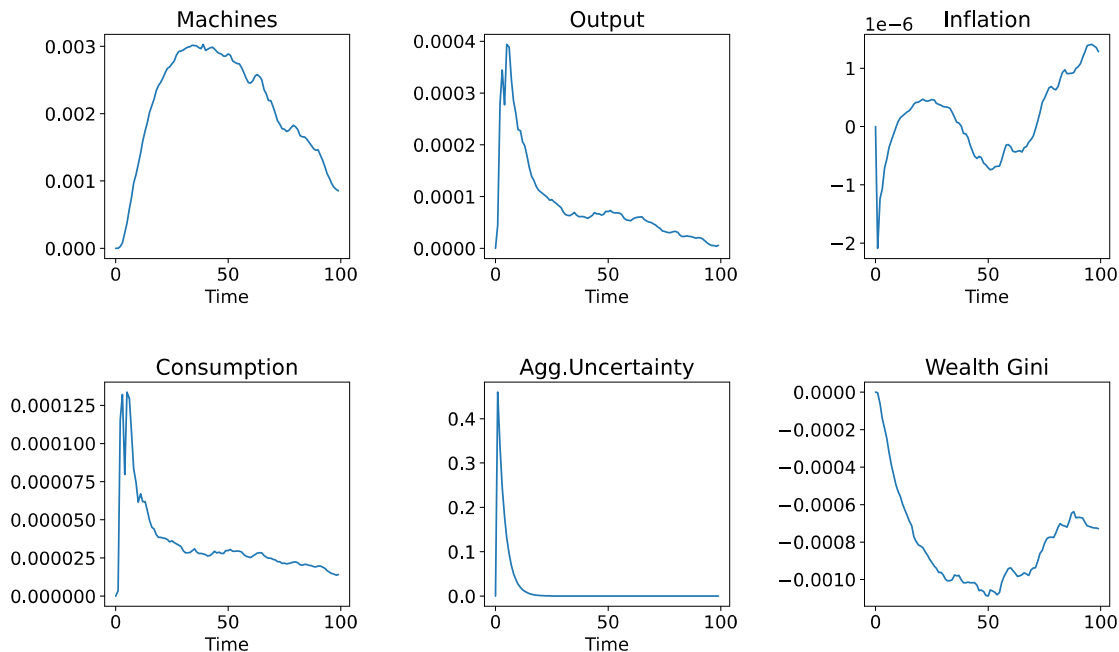 Machines
0.003
0.002
0.001
0.000
0 50 100
Time
Output
0.0004
0.0003
0.0002
0.0001
0.0000
0 50 100
Time
Inflation
1e−6
1
0
−1
−2
0 50 100
Time
Consumption
0.000125
0.000100
0.000075
0.000050
0.000025
0.000000
0 50 100
Time
Agg.Uncertainty
0.4
0.3
0.2
0.1
0.0
0 50 100
Time
Wealth Gini
0.0000
−0.0002
−0.0004
−0.0006
−0.0008
−0.0010
0 50 100
Time